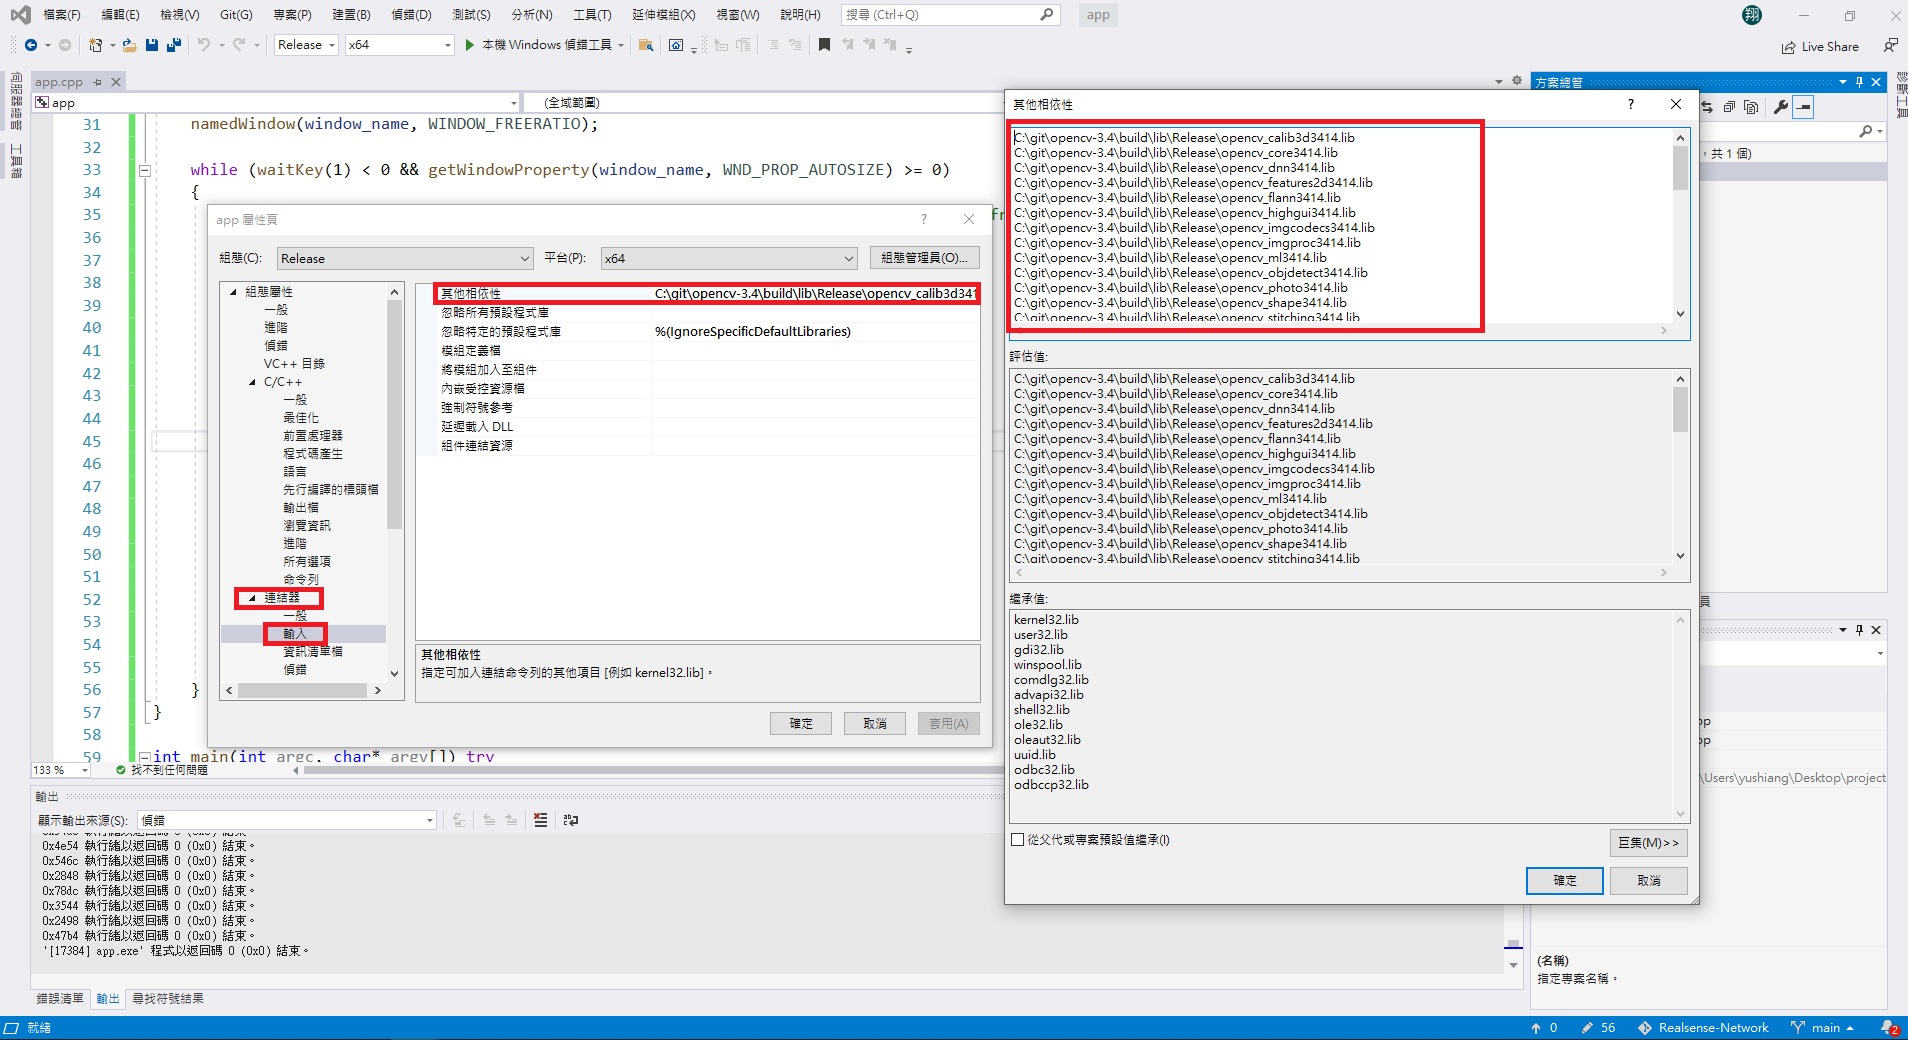 檔案(F) 編輯(E) 檢視(V) Git(G) 專案(P) 建置(B) 偵錯(D) 測試(S) 分析(N) 工具(T) 延伸模組(X) 視窗(W) 說明(H) 搜尋 (Ctrl+Q) app 翔
Release x64 本機 Windows 偵錯工具 Live Share
伺服器總管
工具箱
app.cpp
app (全域範圍)
31 namedWindow(window_name, WINDOW_FREERATIO);
32
33 while (waitKey(1) < 0 && getWindowProperty(window_name, WND_PROP_AUTOSIZE) >= 0)
34 {
35
36
37
38
39
40
41
42
43
44
45
46
47
48
49
50
51
52
53
54
55
56 }
57 }
58
59 int main(int argc, char* argv[]) try
133 % 找不到任何問題
app 屬性頁 ?
組態(C): Release 平台(P): x64 組態管理員(O)...
組態屬性
一般
進階
偵錯
VC++ 目錄
C/C++
一般
最佳化
前置處理器
程式碼產生
語言
先行編譯的標頭檔
輸出檔
瀏覽資訊
進階
所有選項
命令列
連結器
一般
輸入
資訊清單檔
偵錯
其他相依性 C:\git\opencv-3.4\build\lib\Release\opencv_calib3d341
忽略所有預設程式庫
忽略特定的預設程式庫 %(IgnoreSpecificDefaultLibraries)
模組定義檔
將模組加入至組件
內嵌受控資源檔
強制符號參考
延遲載入 DLL
組件連結資源
其他相依性
指定可加入連結命令列的其他項目 [例如 kernel32.lib]。
確定 取消 套用(A)
其他相依性 ?
C:\git\opencv-3.4\build\lib\Release\opencv_calib3d3414.lib
C:\git\opencv-3.4\build\lib\Release\opencv_core3414.lib
C:\git\opencv-3.4\build\lib\Release\opencv_dnn3414.lib
C:\git\opencv-3.4\build\lib\Release\opencv_features2d3414.lib
C:\git\opencv-3.4\build\lib\Release\opencv_flann3414.lib
C:\git\opencv-3.4\build\lib\Release\opencv_highgui3414.lib
C:\git\opencv-3.4\build\lib\Release\opencv_imgcodecs3414.lib
C:\git\opencv-3.4\build\lib\Release\opencv_imgproc3414.lib
C:\git\opencv-3.4\build\lib\Release\opencv_ml3414.lib
C:\git\opencv-3.4\build\lib\Release\opencv_objdetect3414.lib
C:\git\opencv-3.4\build\lib\Release\opencv_photo3414.lib
C:\git\opencv-3.4\build\lib\Release\opencv_shape3414.lib
C:\git\opencv-3.4\build\lib\Release\opencv_stitching3414.lib
評估值:
C:\git\opencv-3.4\build\lib\Release\opencv_calib3d3414.lib
C:\git\opencv-3.4\build\lib\Release\opencv_core3414.lib
C:\git\opencv-3.4\build\lib\Release\opencv_dnn3414.lib
C:\git\opencv-3.4\build\lib\Release\opencv_features2d3414.lib
C:\git\opencv-3.4\build\lib\Release\opencv_flann3414.lib
C:\git\opencv-3.4\build\lib\Release\opencv_highgui3414.lib
C:\git\opencv-3.4\build\lib\Release\opencv_imgcodecs3414.lib
C:\git\opencv-3.4\build\lib\Release\opencv_imgproc3414.lib
C:\git\opencv-3.4\build\lib\Release\opencv_ml3414.lib
C:\git\opencv-3.4\build\lib\Release\opencv_objdetect3414.lib
C:\git\opencv-3.4\build\lib\Release\opencv_photo3414.lib
C:\git\opencv-3.4\build\lib\Release\opencv_shape3414.lib
C:\git\opencv-3.4\build\lib\Release\opencv_stitching3414.lib
繼承值:
kernel32.lib
user32.lib
gdi32.lib
winspool.lib
comdlg32.lib
advapi32.lib
shell32.lib
ole32.lib
oleaut32.lib
uuid.lib
odbc32.lib
odbccp32.lib
從父代或專案預設值繼承(I)
巨集(M)>>
確定 取消
方案總管
，共 1 個)
診斷工具
員
pp
pp
\Users\yushiang\Desktop\project
(名稱)
指定專案名稱。
輸出
顯示輸出來源(S): 偵錯
0x4e54 執行緒以返回碼 0 (0x0) 結束。
0x546c 執行緒以返回碼 0 (0x0) 結束。
0x2848 執行緒以返回碼 0 (0x0) 結束。
0x78dc 執行緒以返回碼 0 (0x0) 結束。
0x3544 執行緒以返回碼 0 (0x0) 結束。
0x2498 執行緒以返回碼 0 (0x0) 結束。
0x47b4 執行緒以返回碼 0 (0x0) 結束。
'[17384] app.exe' 程式以返回碼 0 (0x0) 結束。
錯誤清單 輸出 尋找符號結果
就緒 0 56 Realsense-Network main 2